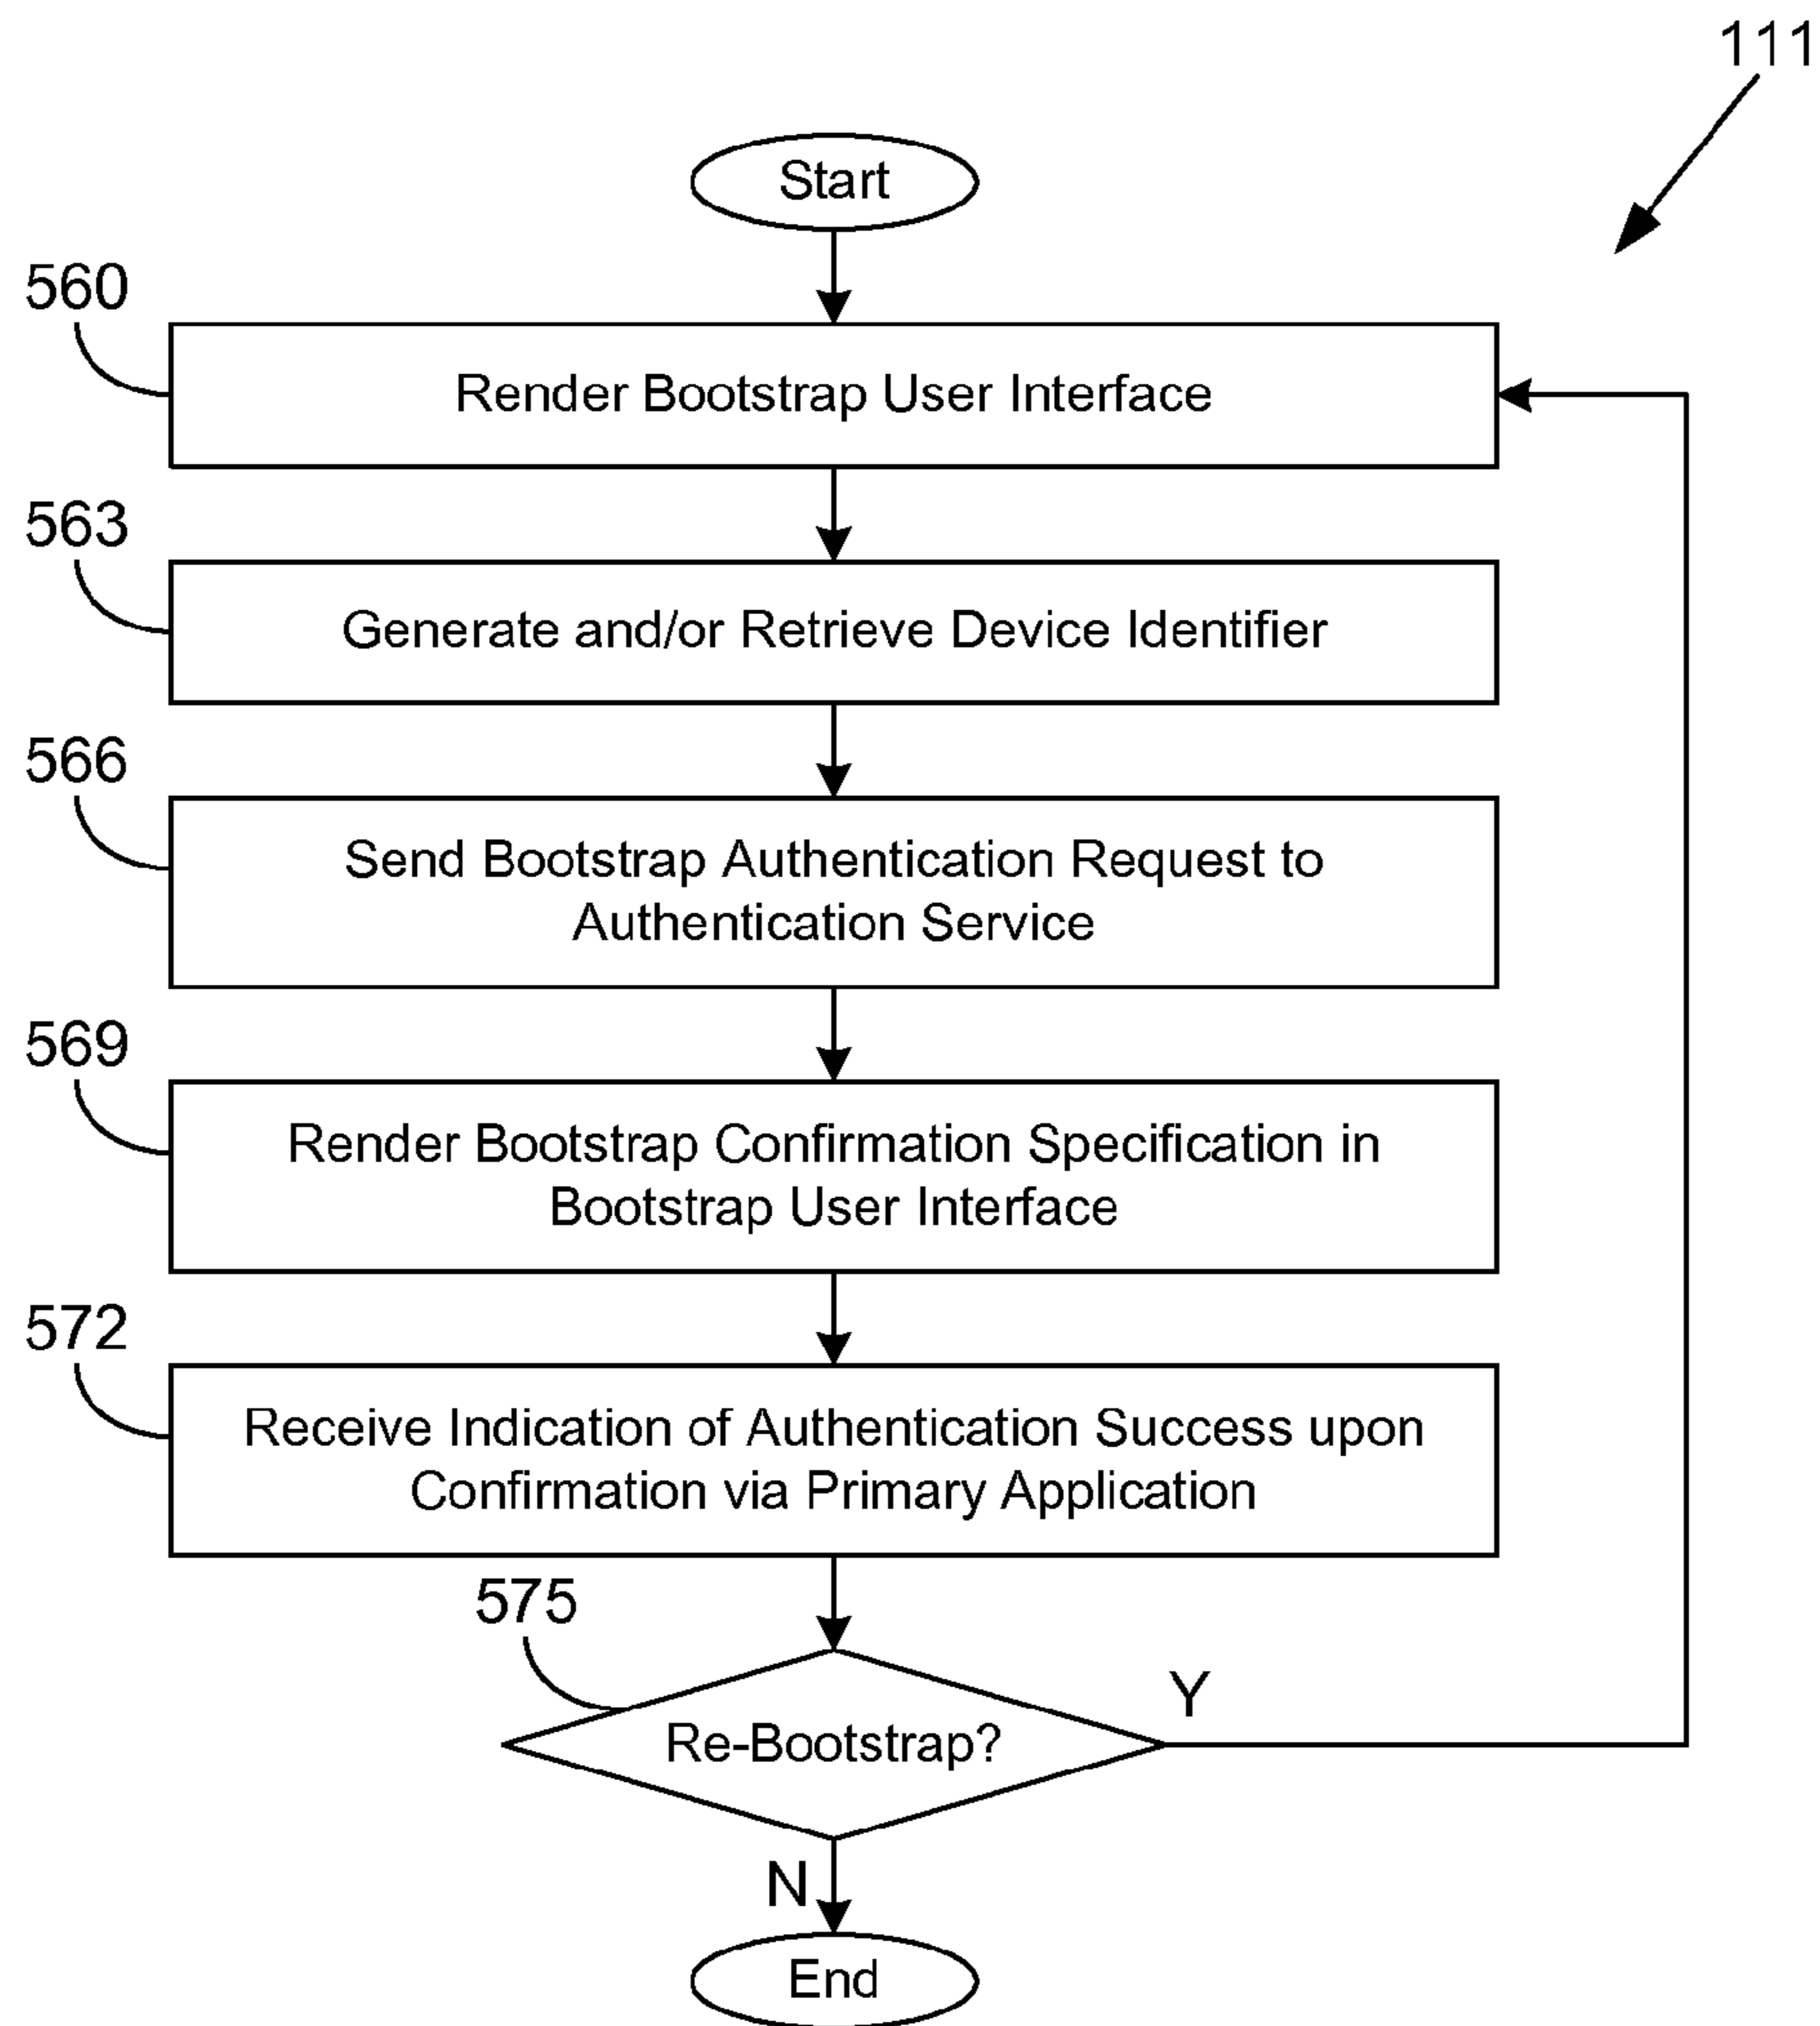 111
Start
560
Render Bootstrap User Interface
563
Generate and/or Retrieve Device Identifier
566
Send Bootstrap Authentication Request to
Authentication Service
569
Render Bootstrap Confirmation Specification in
Bootstrap User Interface
572
Receive Indication of Authentication Success upon
Confirmation via Primary Application
575
Y
Re-Bootstrap?
N
End